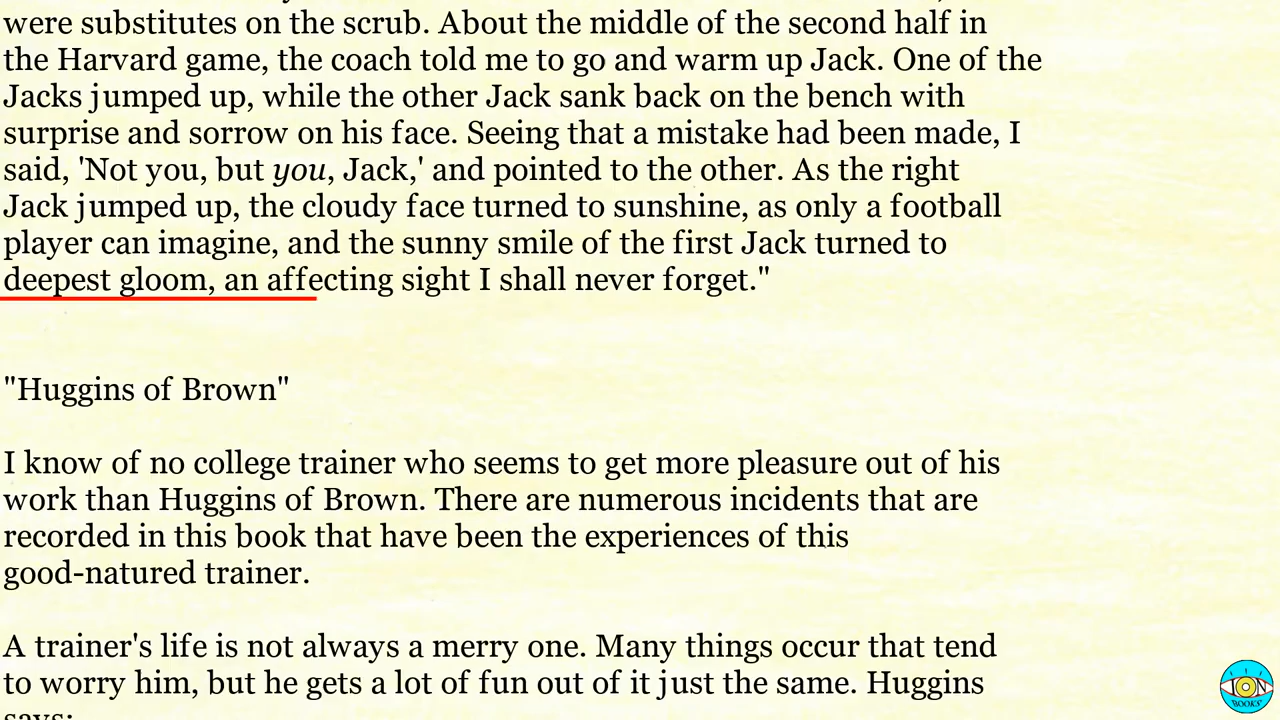 were substitutes on the scrub. About the middle of the second half in
the Harvard game, the coach told me to go and warm up Jack. One of the
Jacks jumped up, while the other Jack sank back on the bench with
surprise and sorrow on his face. Seeing that a mistake had been made, I
said, 'Not you, but you, Jack,' and pointed to the other. As the right
Jack jumped up, the cloudy face turned to sunshine, as only a football
player can imagine, and the sunny smile of the first Jack turned to
deepest gloom, an affecting sight I shall never forget."
"Huggins of Brown"
I know of no college trainer who seems to get more pleasure out of his
work than Huggins of Brown. There are numerous incidents that are
recorded in this book that have been the experiences of this
good-natured trainer.
A trainer's life is not always a merry one. Many things occur that tend
to worry him, but he gets a lot of fun out of it just the same. Huggins
says:
ION
BOOKS